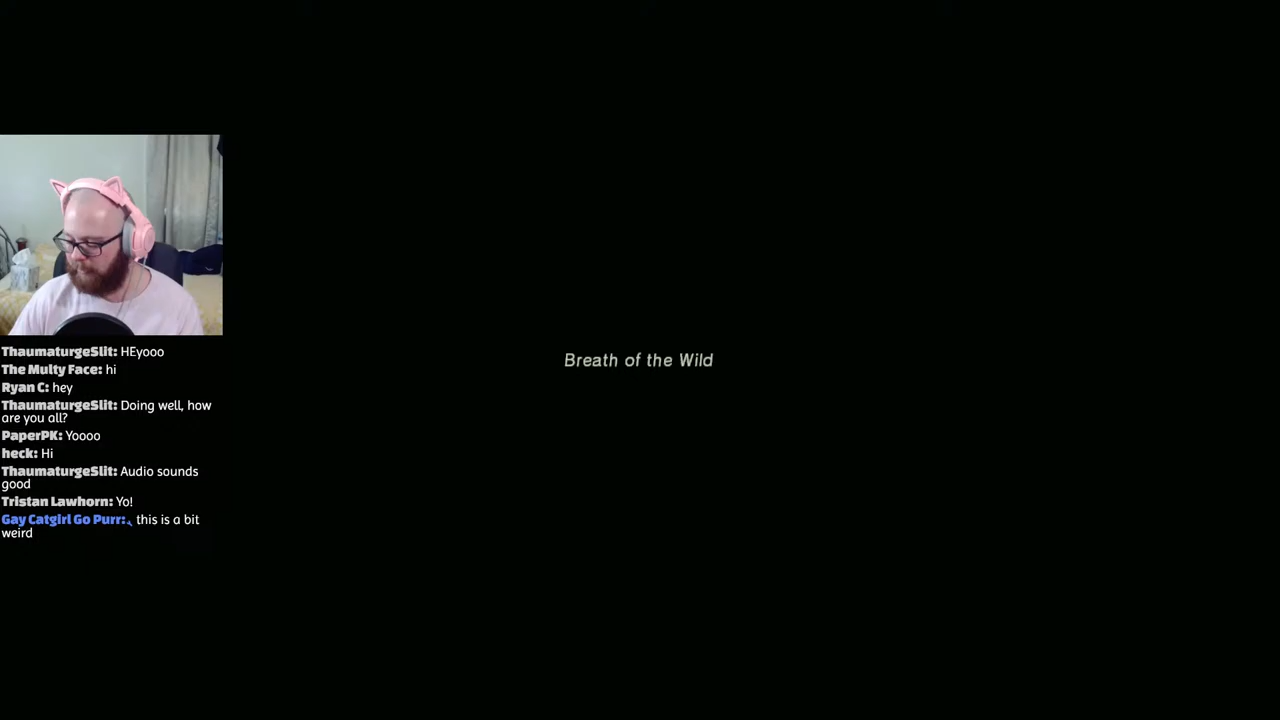 ThaumaturgeSlit: HEyooo
The Multy Face: hi
Ryan C: hey
ThaumaturgeSlit: Doing well, how
are you all?
PaperPK: Yoooo
heck: Hi
ThaumaturgeSlit: Audio sounds
good
Tristan Lawhorn: Yo!
Gay Catgirl Go Purr: this is a bit
weird
Breath of the Wild